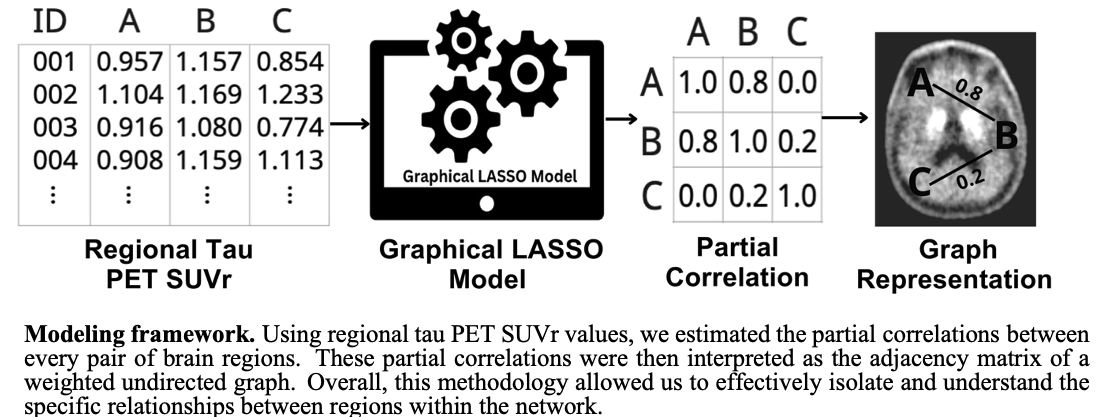 ID A B C
001 0.957 1.157 0.854
002 1.104 1.169 1.233
003 0.916 1.080 0.774
004 0.908 1.159 1.113
⋮ ⋮ ⋮ ⋮
Regional Tau
PET SUVr
Graphical LASSO Model
Graphical LASSO
Model
A B C
A 1.0 0.8 0.0
B 0.8 1.0 0.2
C 0.0 0.2 1.0
Partial
Correlation
A 0.8
B
C 0.2
Graph
Representation
Modeling framework. Using regional tau PET SUVr values, we estimated the partial correlations between
every pair of brain regions. These partial correlations were then interpreted as the adjacency matrix of a
weighted undirected graph. Overall, this methodology allowed us to effectively isolate and understand the
specific relationships between regions within the network.